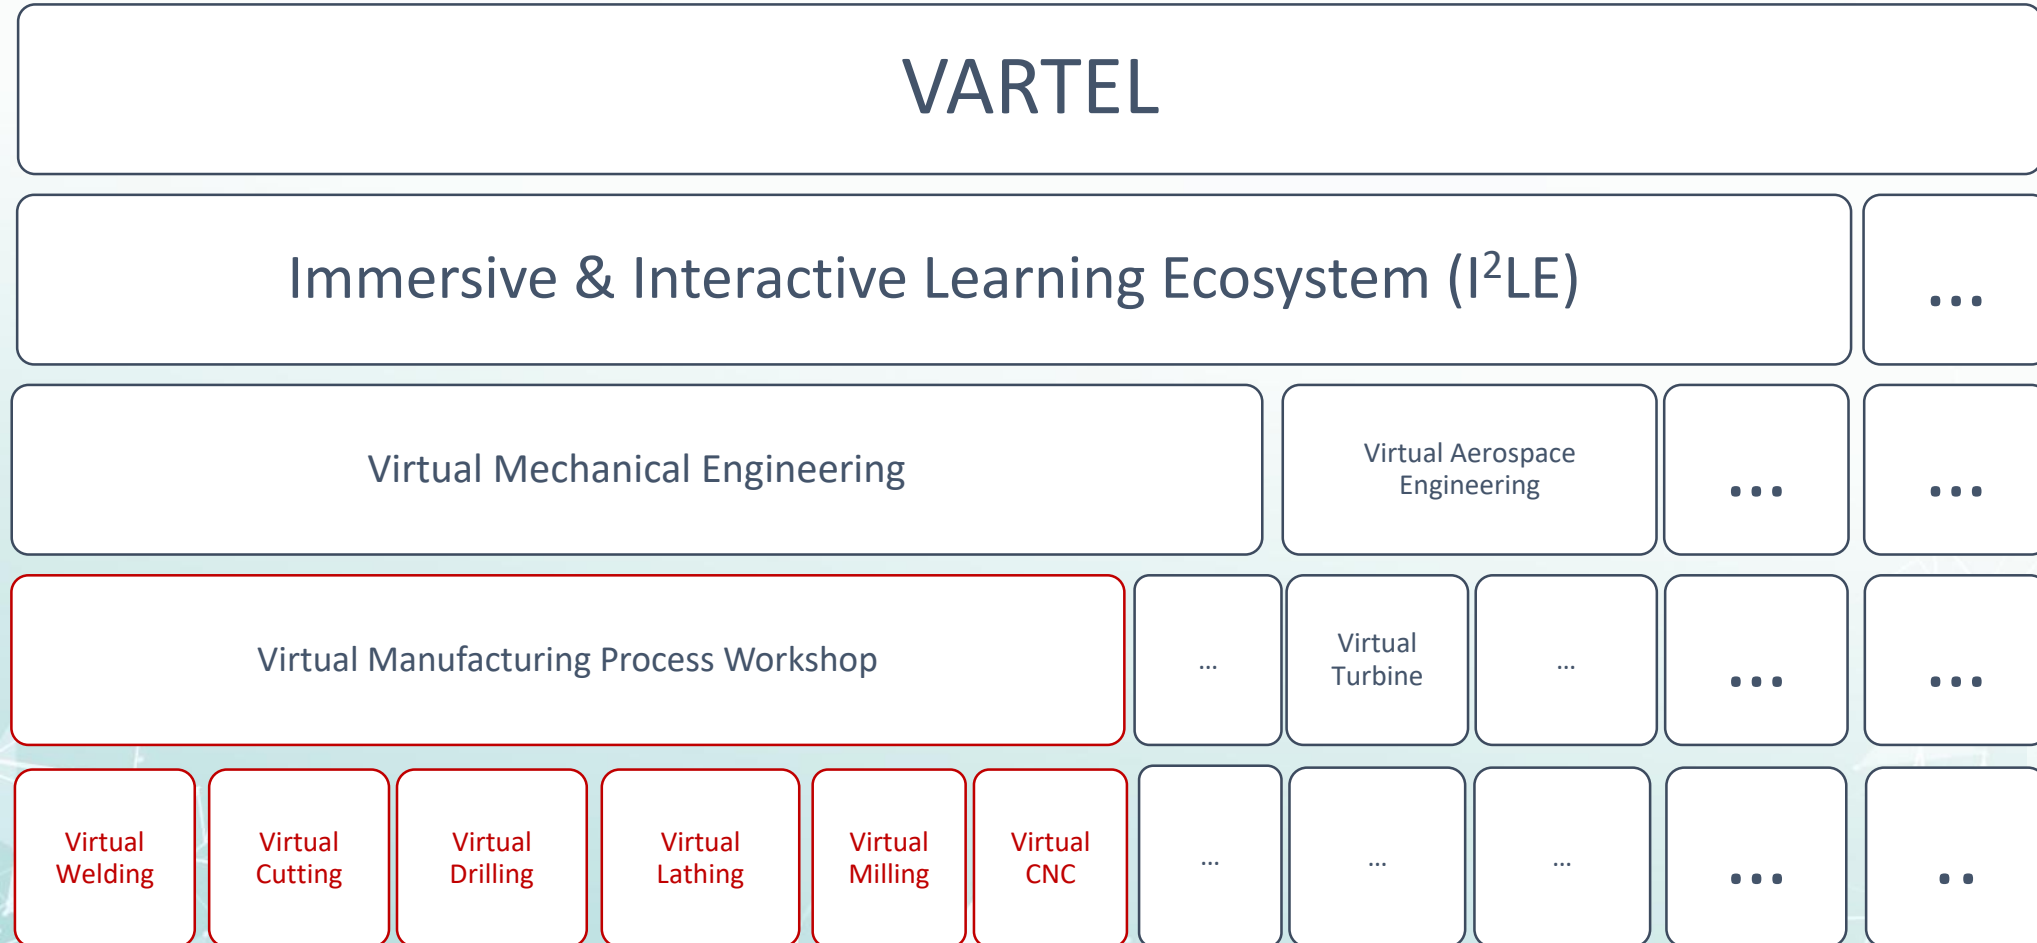 VARTEL
Immersive & Interactive Learning Ecosystem (I²LE)
...
Virtual Mechanical Engineering
Virtual Aerospace
Engineering
...
...
Virtual Manufacturing Process Workshop
...
Virtual
Turbine
...
...
...
Virtual
Welding
Virtual
Cutting
Virtual
Drilling
Virtual
Lathing
Virtual
Milling
Virtual
CNC
...
...
...
...
..